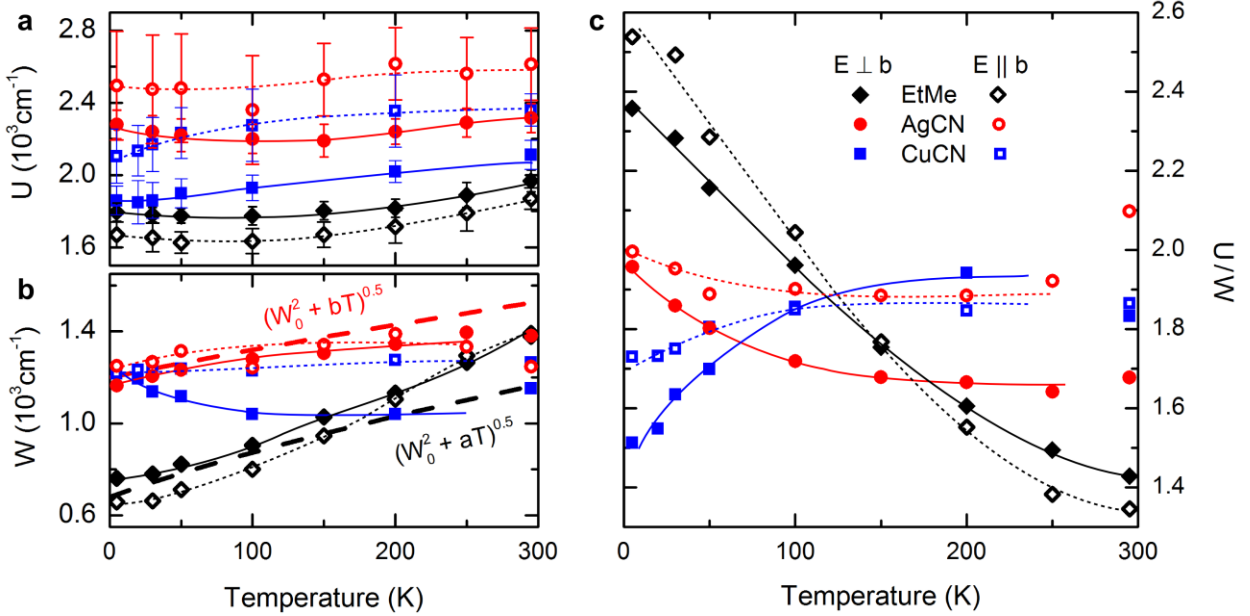 a
2.8
2.4
2.0
1.6
U (10³cm⁻¹)
b
1.4
1.0
0.6
W (10³cm⁻¹)
(W₀² + bT)⁰·⁵
(W₀² + aT)⁰·⁵
0 100 200 300
Temperature (K)
c
E ⊥ b E || b
EtMe
AgCN
CuCN
2.6
2.4
2.2
2.0
1.8
1.6
1.4
U/W
0 100 200 300
Temperature (K)